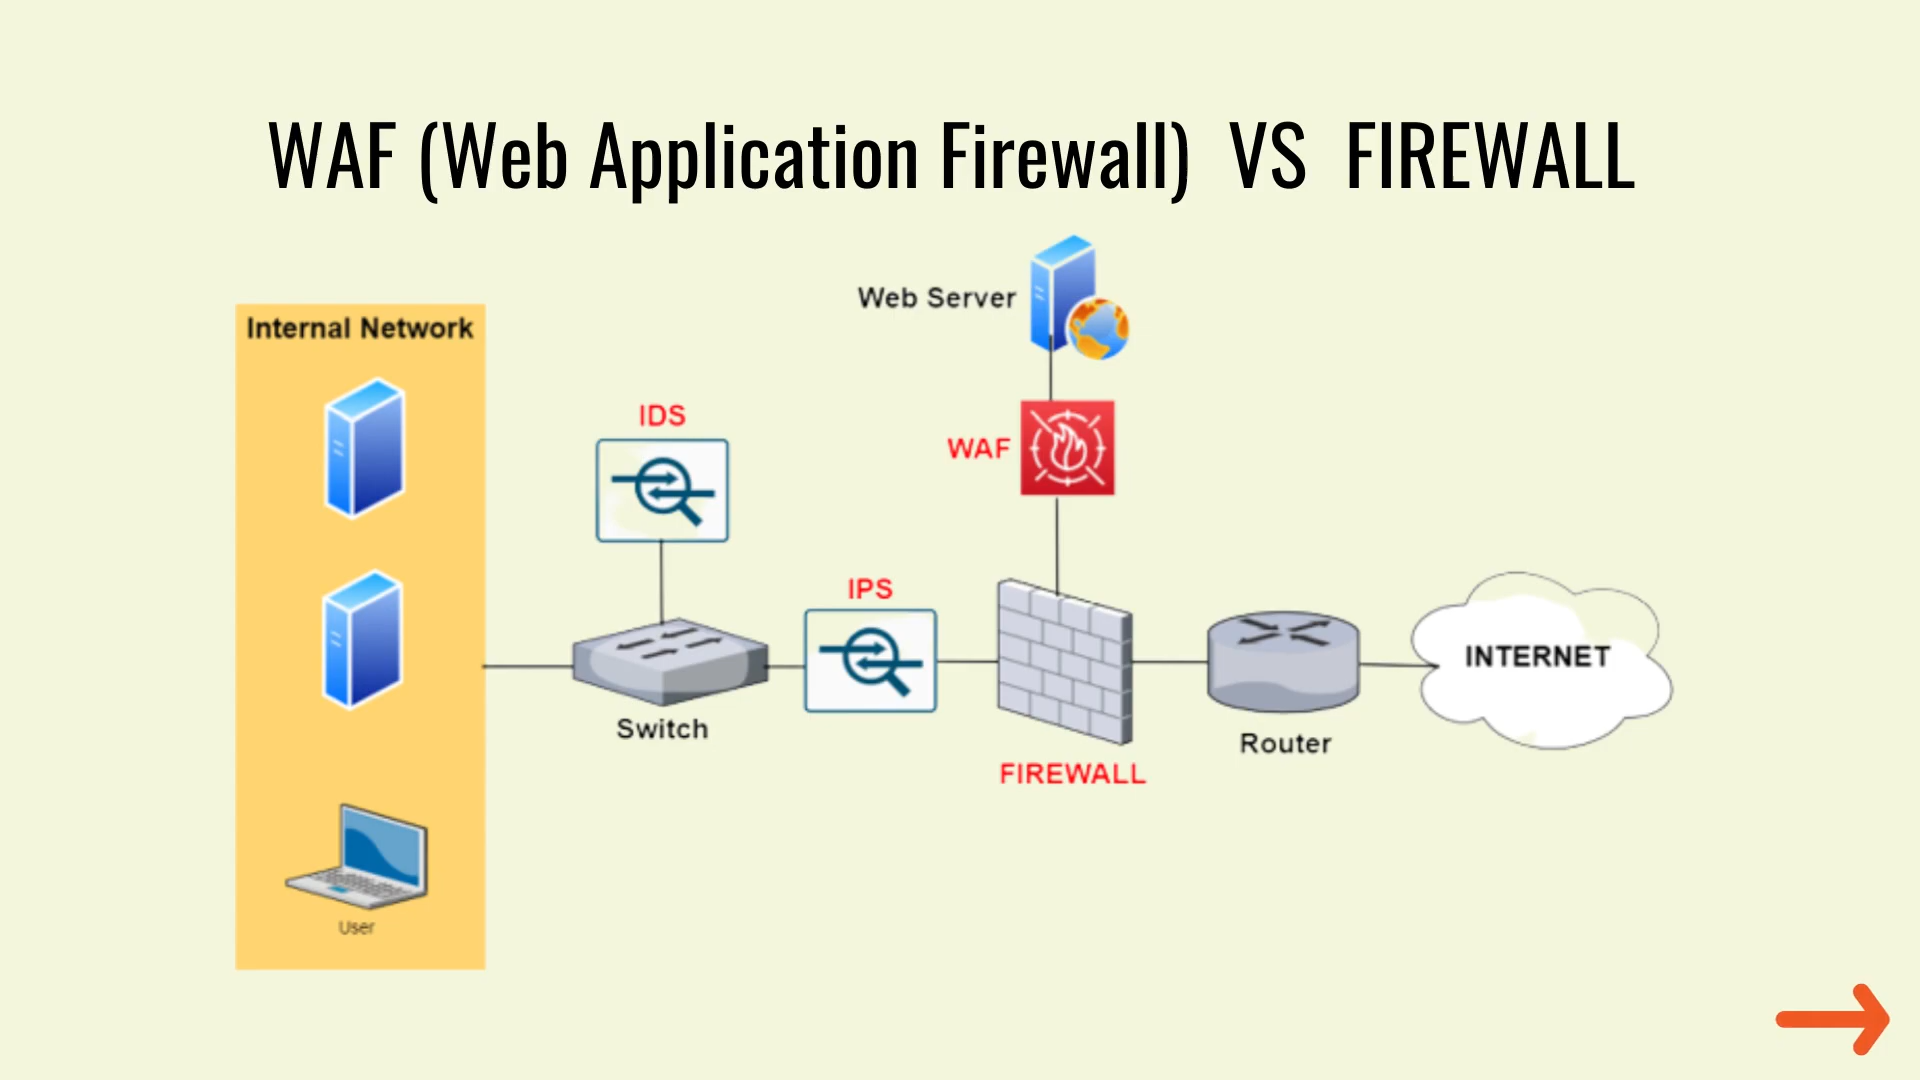 WAF (Web Application Firewall) VS FIREWALL
Web Server
Internal Network
IDS
WAF
IPS
INTERNET
Switch
Router
FIREWALL
User